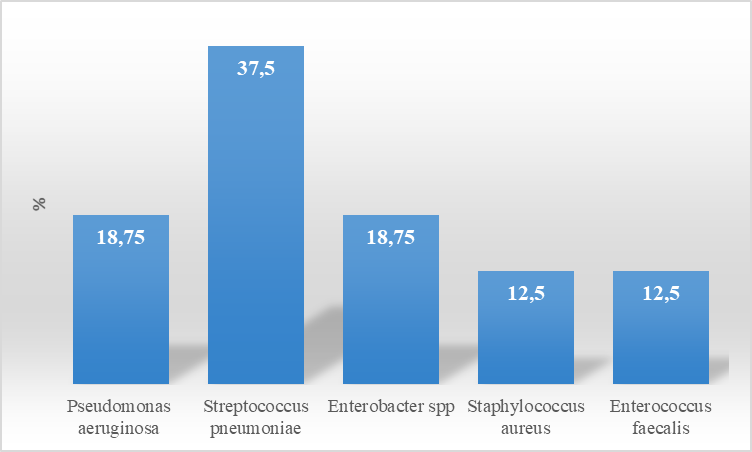 %
37,5
18,75
18,75
12,5
12,5
Pseudomonas
aeruginosa
Streptococcus
pneumoniae
Enterobacter spp
Staphylococcus
aureus
Enterococcus
faecalis